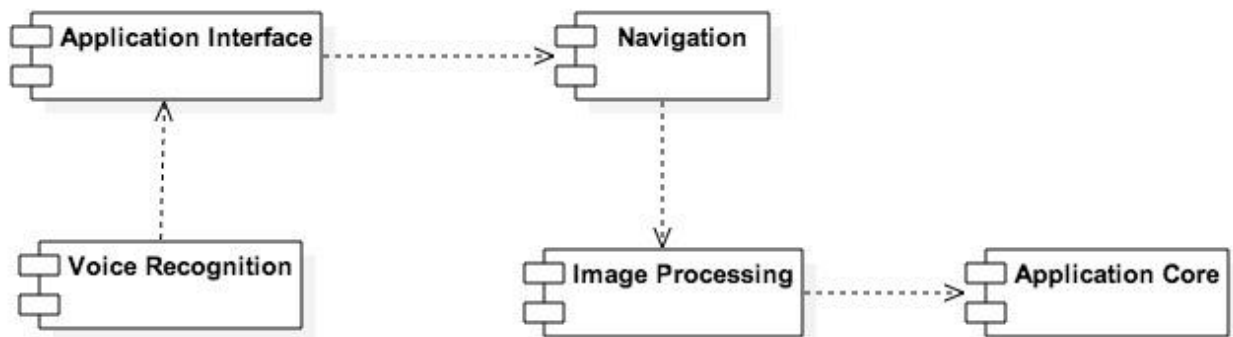 Application Interface
Navigation
Voice Recognition
Image Processing
Application Core